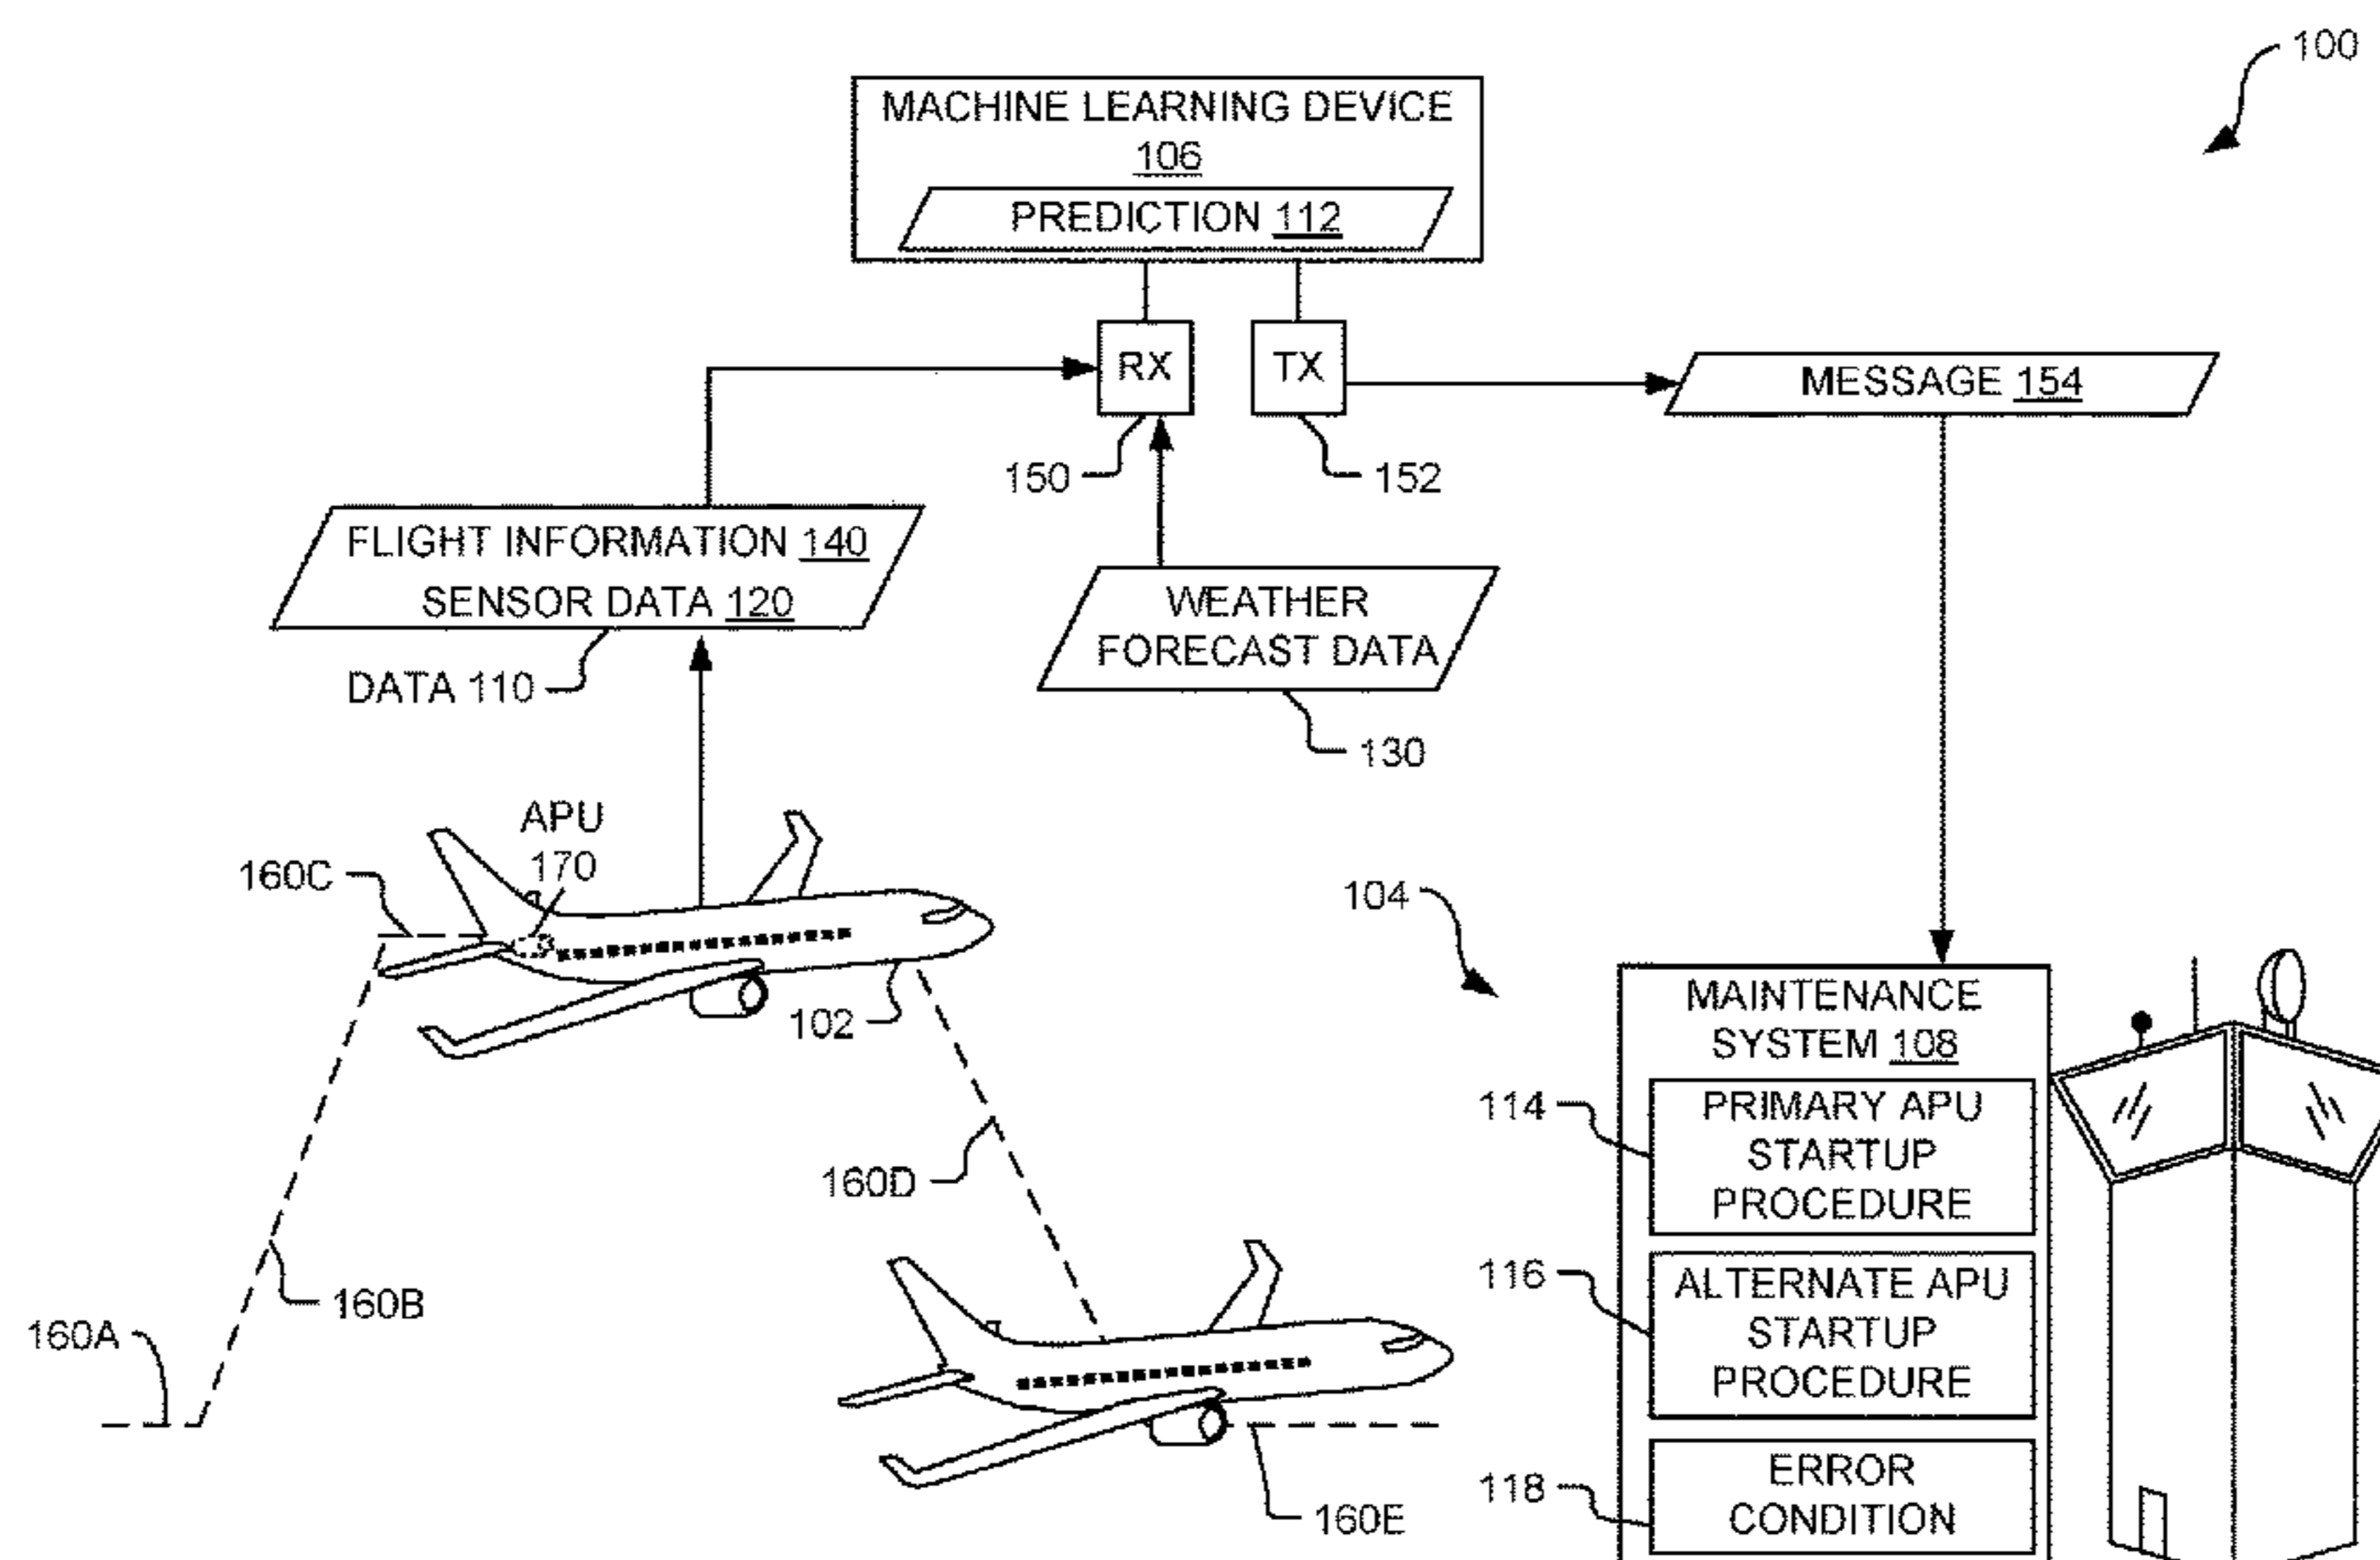 100
MACHINE LEARNING DEVICE
106
PREDICTION 112
RX
TX
MESSAGE 154
150
152
FLIGHT INFORMATION 140
SENSOR DATA 120
DATA 110
WEATHER
FORECAST DATA
130
APU
170
160C
102
104
160D
160B
160A
160E
MAINTENANCE
SYSTEM 108
114
PRIMARY APU
STARTUP
PROCEDURE
116
ALTERNATE APU
STARTUP
PROCEDURE
118
ERROR
CONDITION